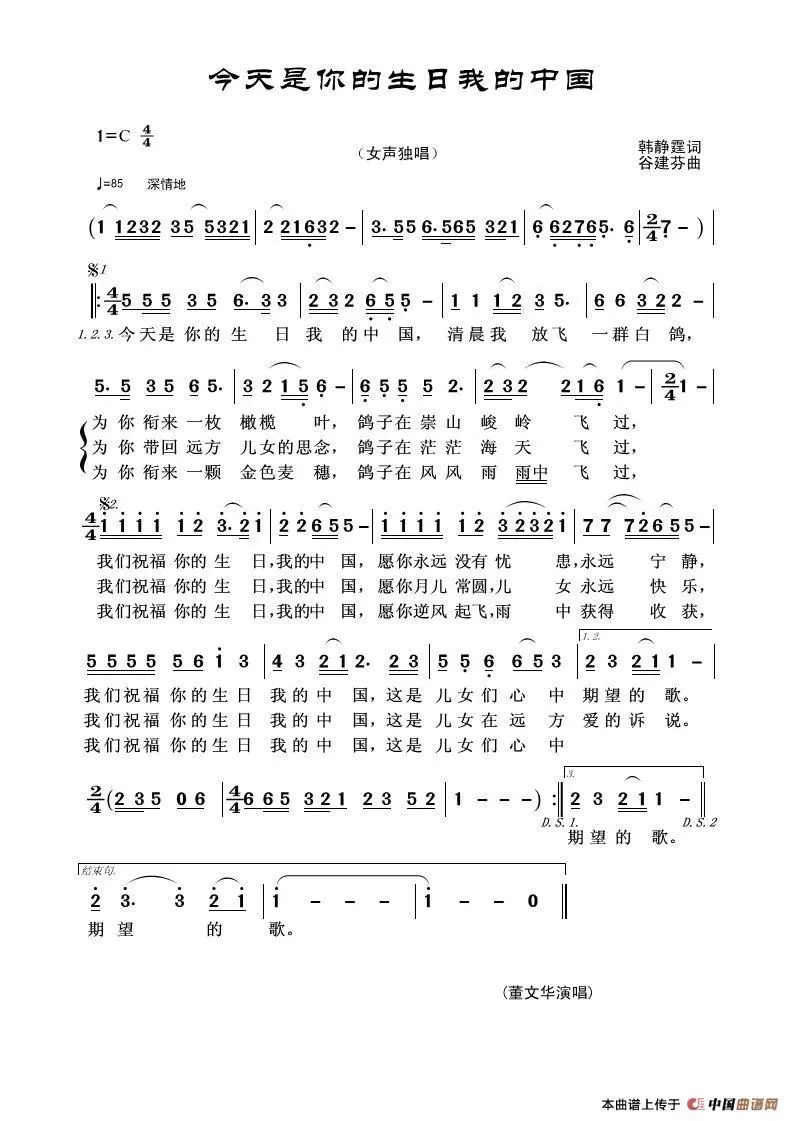 今天是你的生日我的中国
1=C 4/4
（女声独唱）
韩静霆词
谷建芬曲
♩=85 深情地
(1 1232 35 5321 | 2 21632 - | 3. 55 6.565 321 | 6 62765. 6 | 2/4 7 - ) |
𝄋1
‖: 4/4 5 55 35 6. 33 | 232 655 - | 11 12 35. | 66 322 - |
1.2.3.今天是 你的 生 日 我 的 中 国， 清晨我 放飞 一群白 鸽，
5. 5 35 65. | 3 2156 - | 65 5 5 2. | 23 2 216 1 - | 2/4 1 - |
为 你 衔来 一枚 橄榄 叶， 鸽子在 崇山 峻 岭 飞 过，
为 你 带回 远方 儿女的思念， 鸽子在 茫茫 海 天 飞 过，
为 你 衔来 一颗 金色麦 穗， 鸽子在 风风 雨 雨中 飞 过，
𝄋2.
4/4 1111 12 3.21 | 22655 - | 1111 12 32321 | 77 72655 - |
我们祝福 你的 生 日，我的中 国， 愿你永远 没有 忧 患，永远 宁 静，
我们祝福 你的 生 日，我的中 国， 愿你月儿 常圆，儿 女 永远 快 乐，
我们祝福 你的 生 日，我的中 国， 愿你逆风 起飞，雨 中 获得 收 获，
1. 2.
5555 5613 | 43 212. 23 | 556 653 | 23 211 - |
我们祝福 你的生日 我的中 国，这是 儿女们 心 中 期望的 歌。
我们祝福 你的生日 我的中 国，这是 儿女在 远 方 爱的诉 说。
我们祝福 你的生日 我的中 国，这是 儿女们 心 中
3.
2/4 (235 06 | 4/4 665 321 23 52 | 1 - - - ) :‖ 23 211 - ‖
D.S.1. D.S.2
期望的 歌。
结束句.
2 3. 3 21 | 1 - - - | 1 - - 0 ‖
期 望 的 歌。
(董文华演唱)
本曲谱上传于 中国曲谱网